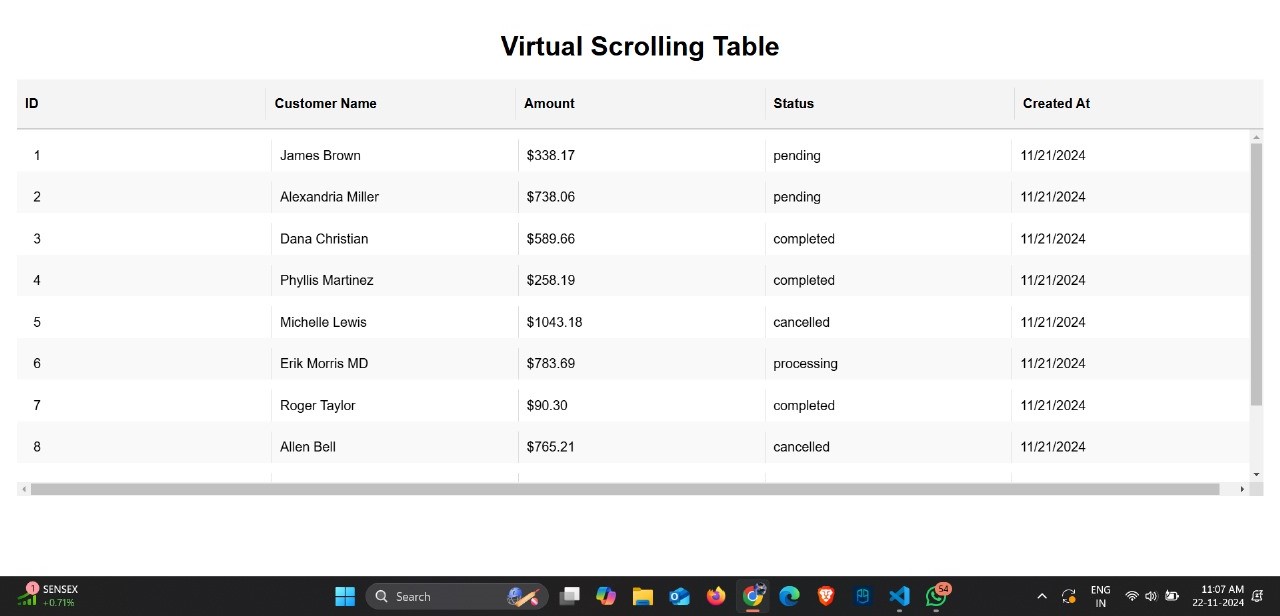 Virtual Scrolling Table
ID Customer Name Amount Status Created At
1 James Brown $338.17 pending 11/21/2024
2 Alexandria Miller $738.06 pending 11/21/2024
3 Dana Christian $589.66 completed 11/21/2024
4 Phyllis Martinez $258.19 completed 11/21/2024
5 Michelle Lewis $1043.18 cancelled 11/21/2024
6 Erik Morris MD $783.69 processing 11/21/2024
7 Roger Taylor $90.30 completed 11/21/2024
8 Allen Bell $765.21 cancelled 11/21/2024
1 SENSEX
+0.71%
Search
54
ENG
IN
11:07 AM
22-11-2024